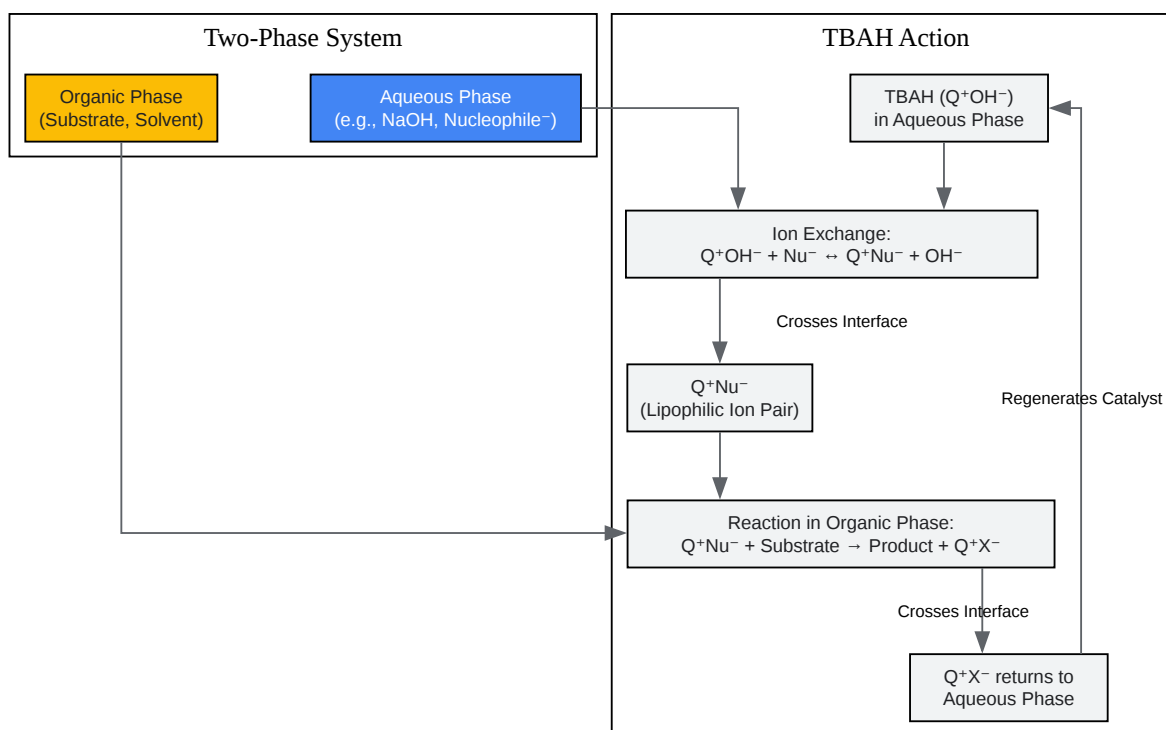 Two-Phase System
TBAH Action
Organic Phase
(Substrate, Solvent)
Aqueous Phase
(e.g., NaOH, Nucleophile⁻)
TBAH (Q⁺OH⁻)
in Aqueous Phase
Ion Exchange:
Q⁺OH⁻ + Nu⁻ ↔ Q⁺Nu⁻ + OH⁻
Crosses Interface
Q⁺Nu⁻
(Lipophilic Ion Pair)
Regenerates Catalyst
Reaction in Organic Phase:
Q⁺Nu⁻ + Substrate → Product + Q⁺X⁻
Crosses Interface
Q⁺X⁻ returns to
Aqueous Phase